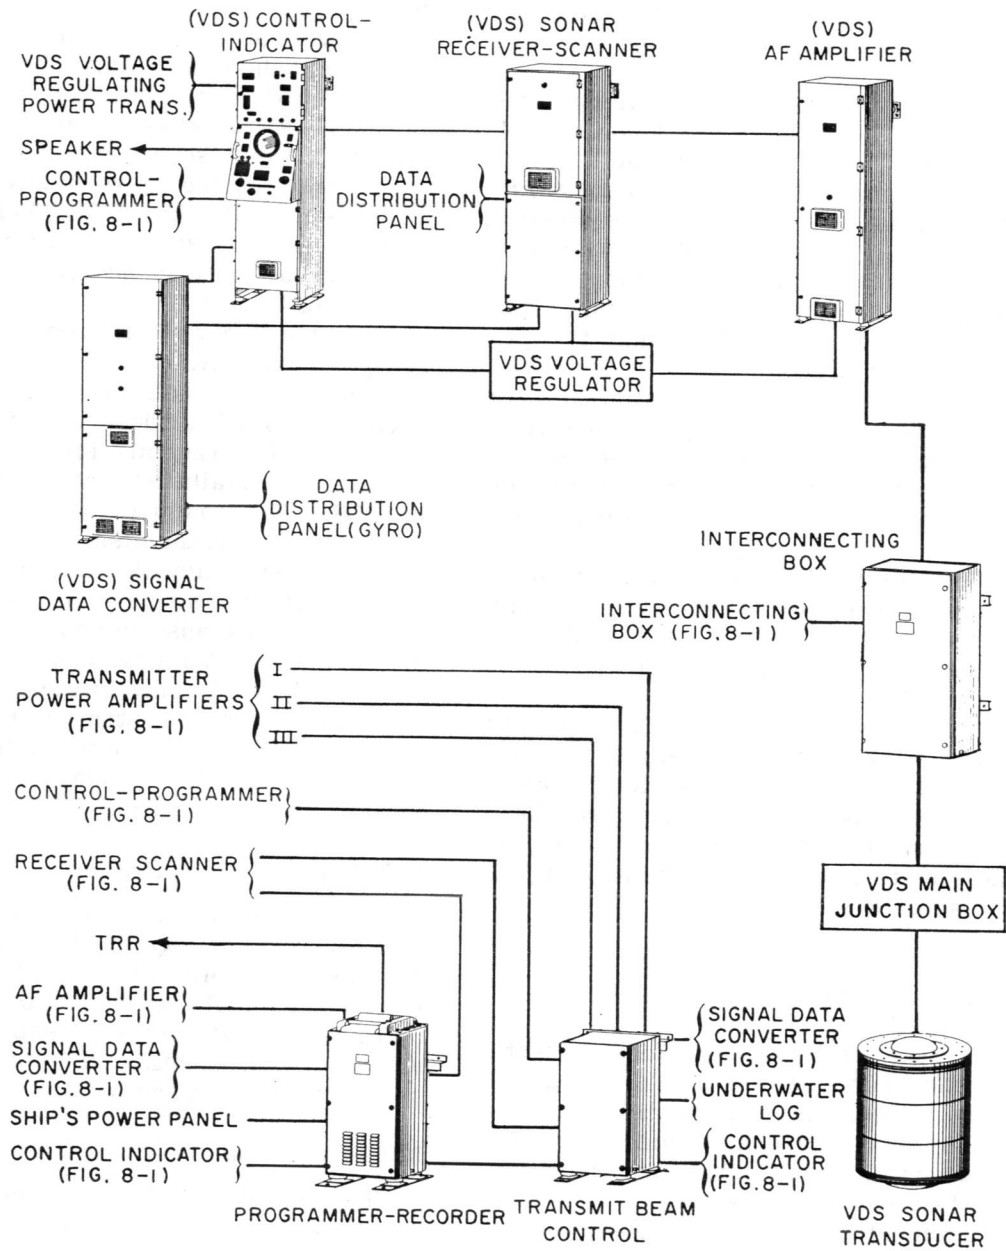 (VDS) CONTROL-
INDICATOR
(VDS) SONAR
RECEIVER-SCANNER
(VDS)
AF AMPLIFIER
VDS VOLTAGE
REGULATING
POWER TRANS.
SPEAKER
CONTROL-
PROGRAMMER
(FIG. 8-1)
DATA
DISTRIBUTION
PANEL
VDS VOLTAGE
REGULATOR
DATA
DISTRIBUTION
PANEL(GYRO)
(VDS) SIGNAL
DATA CONVERTER
INTERCONNECTING
BOX
INTERCONNECTING
BOX (FIG. 8-1)
TRANSMITTER
POWER AMPLIFIERS
(FIG. 8-1)
I
II
III
CONTROL-PROGRAMMER
(FIG. 8-1)
RECEIVER SCANNER
(FIG. 8-1)
TRR
AF AMPLIFIER
(FIG. 8-1)
SIGNAL DATA
CONVERTER
(FIG. 8-1)
SHIP'S POWER PANEL
CONTROL INDICATOR
(FIG. 8-1)
PROGRAMMER-RECORDER
TRANSMIT BEAM
CONTROL
SIGNAL DATA
CONVERTER
(FIG. 8-1)
UNDERWATER
LOG
CONTROL
INDICATOR
(FIG. 8-1)
VDS MAIN
JUNCTION BOX
VDS SONAR
TRANSDUCER